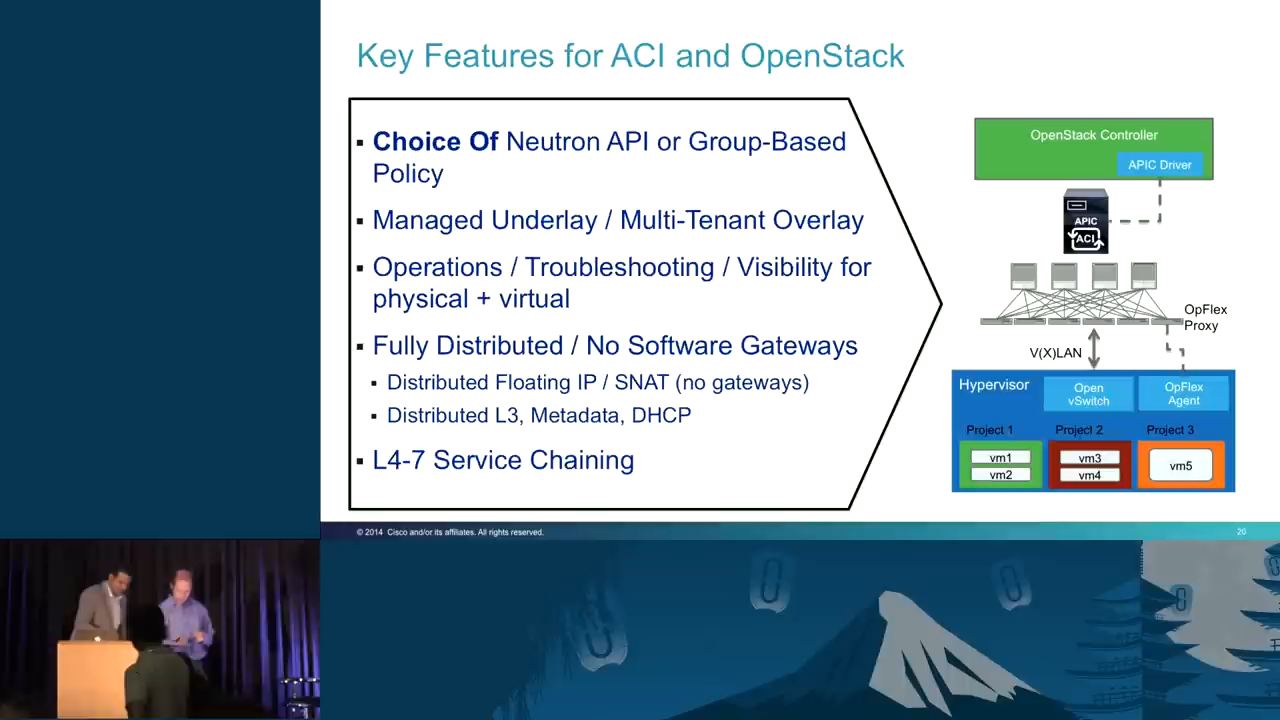 Key Features for ACI and OpenStack
▪ Choice Of Neutron API or Group-Based
Policy
▪ Managed Underlay / Multi-Tenant Overlay
▪ Operations / Troubleshooting / Visibility for
physical + virtual
▪ Fully Distributed / No Software Gateways
▪ Distributed Floating IP / SNAT (no gateways)
▪ Distributed L3, Metadata, DHCP
▪ L4-7 Service Chaining
OpenStack Controller
APIC Driver
APIC
ACI
OpFlex
Proxy
V(X)LAN
Hypervisor
Open
vSwitch
OpFlex
Agent
Project 1
Project 2
Project 3
vm1
vm2
vm3
vm4
vm5
© 2014 Cisco and/or its affiliates. All rights reserved.
26